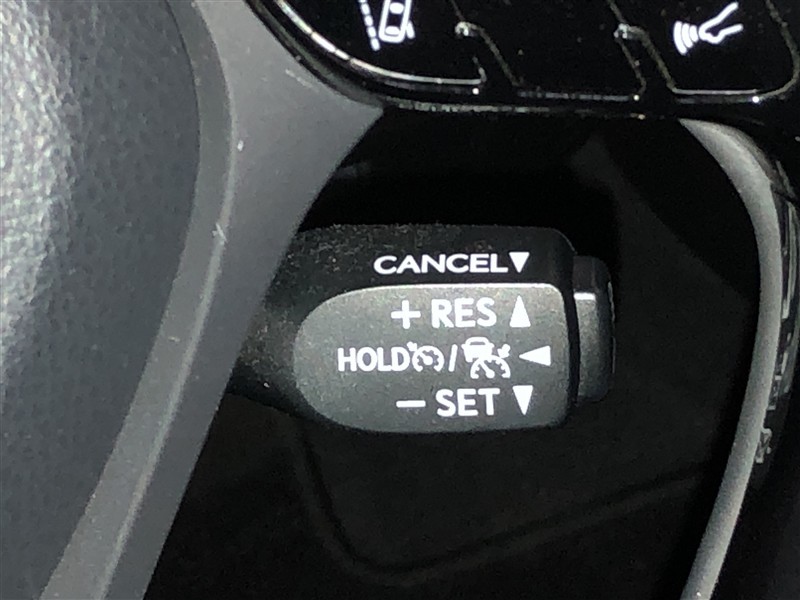 CANCEL▼
+ RES ▲
HOLD / ◀
− SET ▼